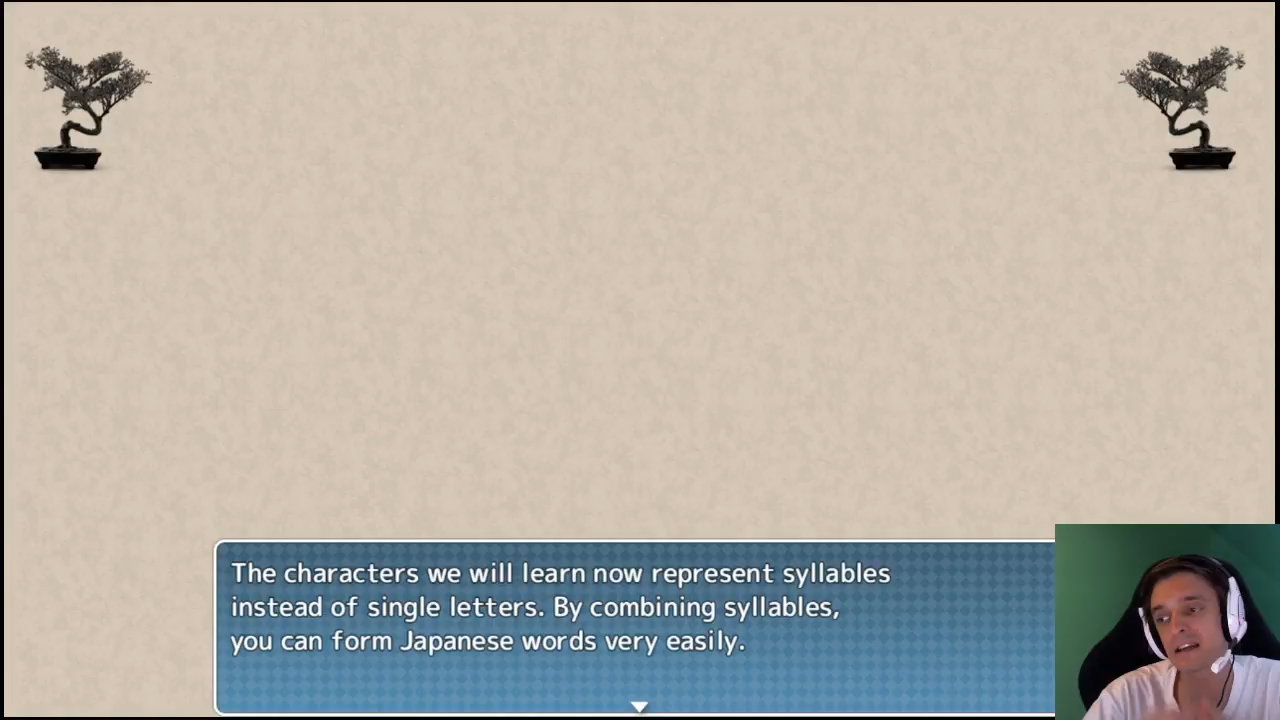 The characters we will learn now represent syllables
instead of single letters. By combining syllables,
you can form Japanese words very easily.